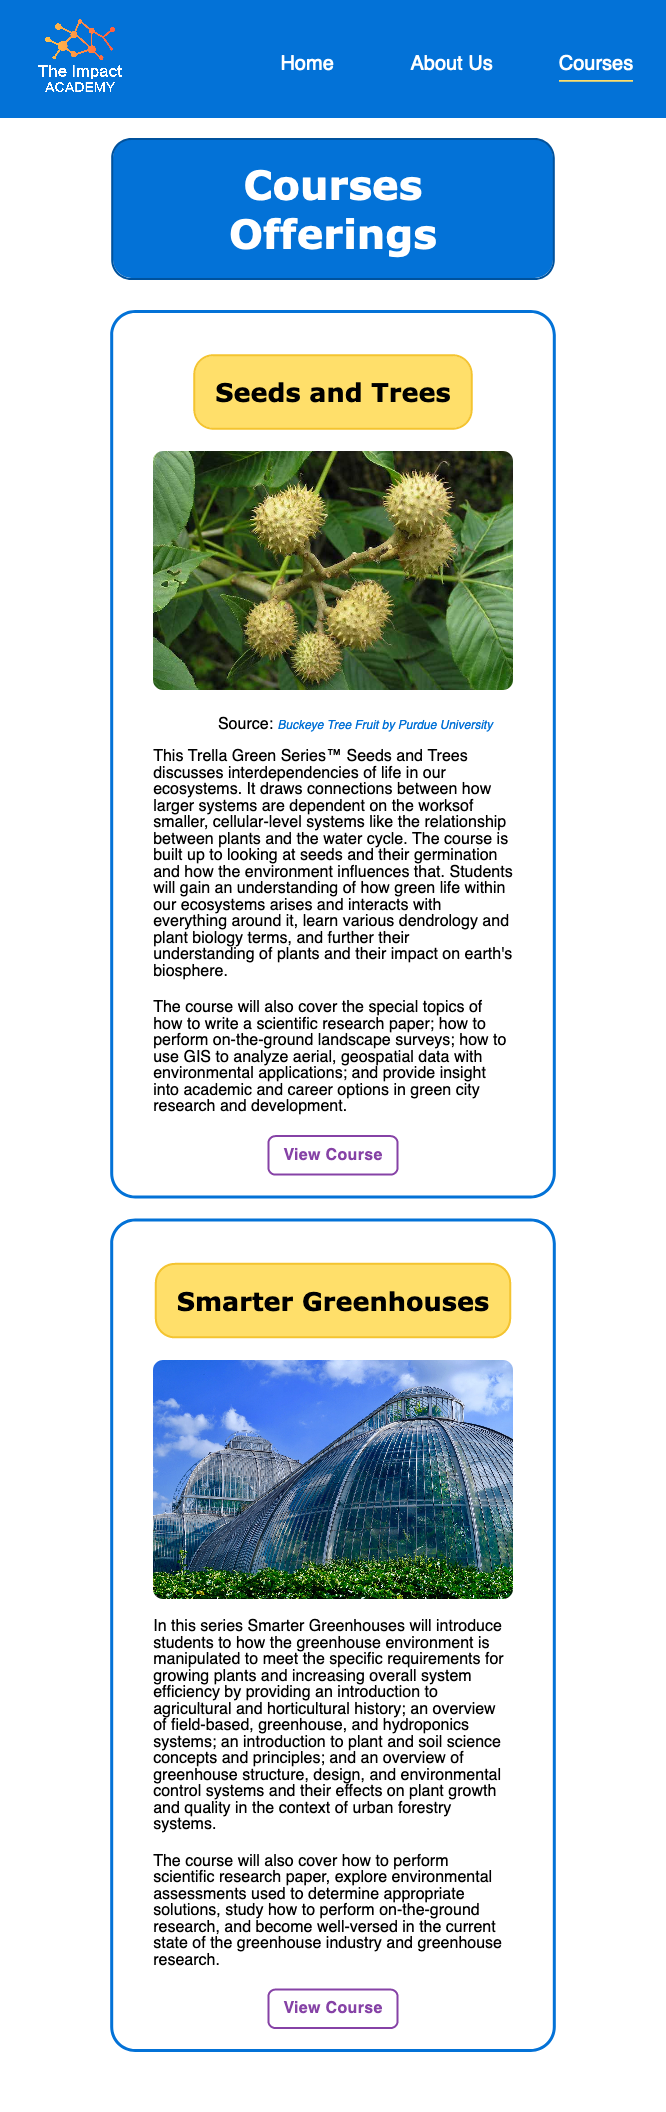 The Impact
ACADEMY
Home
About Us
Courses
Courses
Offerings
Seeds and Trees
Source: Buckeye Tree Fruit by Purdue University
This Trella Green Series™ Seeds and Trees
discusses interdependencies of life in our
ecosystems. It draws connections between how
larger systems are dependent on the worksof
smaller, cellular-level systems like the relationship
between plants and the water cycle. The course is
built up to looking at seeds and their germination
and how the environment influences that. Students
will gain an understanding of how green life within
our ecosystems arises and interacts with
everything around it, learn various dendrology and
plant biology terms, and further their
understanding of plants and their impact on earth's
biosphere.
The course will also cover the special topics of
how to write a scientific research paper; how to
perform on-the-ground landscape surveys; how to
use GIS to analyze aerial, geospatial data with
environmental applications; and provide insight
into academic and career options in green city
research and development.
View Course
Smarter Greenhouses
In this series Smarter Greenhouses will introduce
students to how the greenhouse environment is
manipulated to meet the specific requirements for
growing plants and increasing overall system
efficiency by providing an introduction to
agricultural and horticultural history; an overview
of field-based, greenhouse, and hydroponics
systems; an introduction to plant and soil science
concepts and principles; and an overview of
greenhouse structure, design, and environmental
control systems and their effects on plant growth
and quality in the context of urban forestry
systems.
The course will also cover how to perform
scientific research paper, explore environmental
assessments used to determine appropriate
solutions, study how to perform on-the-ground
research, and become well-versed in the current
state of the greenhouse industry and greenhouse
research.
View Course